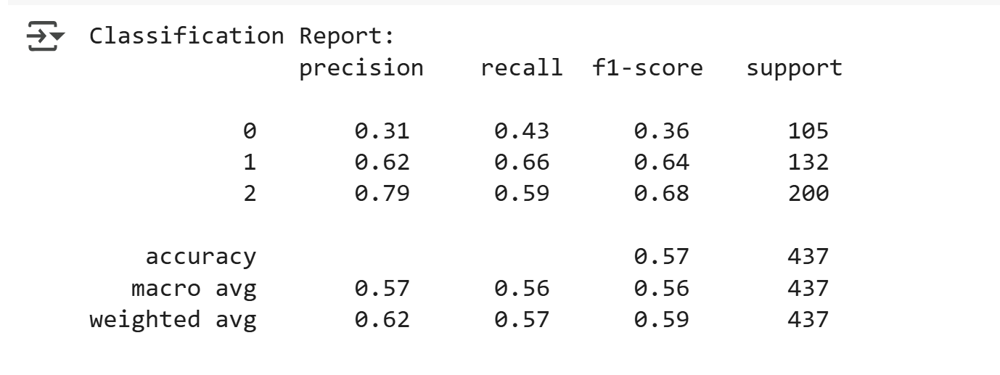 Classification Report:
precision recall f1-score support
0 0.31 0.43 0.36 105
1 0.62 0.66 0.64 132
2 0.79 0.59 0.68 200
accuracy 0.57 437
macro avg 0.57 0.56 0.56 437
weighted avg 0.62 0.57 0.59 437